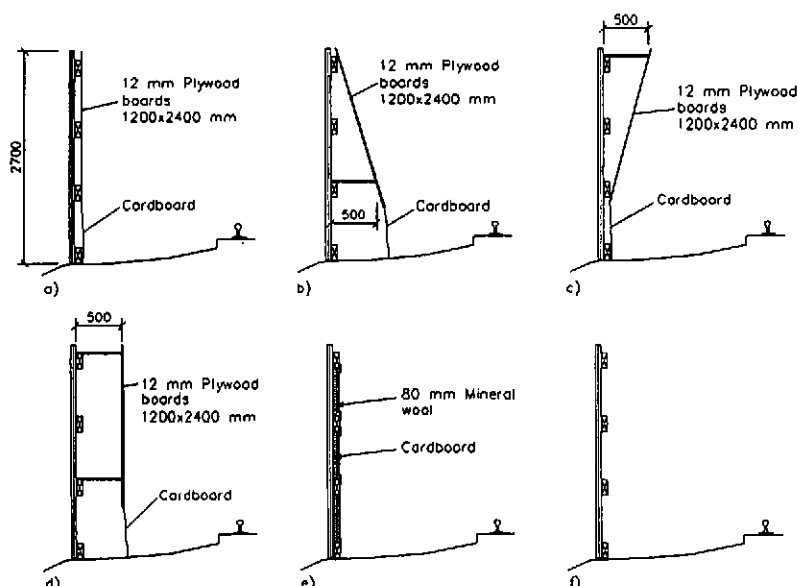 2700
12 mm Plywood
boards
1200x2400 mm
Cardboard
a)
12 mm Plywood
boards
1200x2400 mm
500
Cardboard
b)
500
12 mm Plywood
boards
1200x2400 mm
Cardboard
c)
500
12 mm Plywood
boards
1200x2400 mm
Cardboard
d)
80 mm Mineral
wool
Cardboard
e)
f)